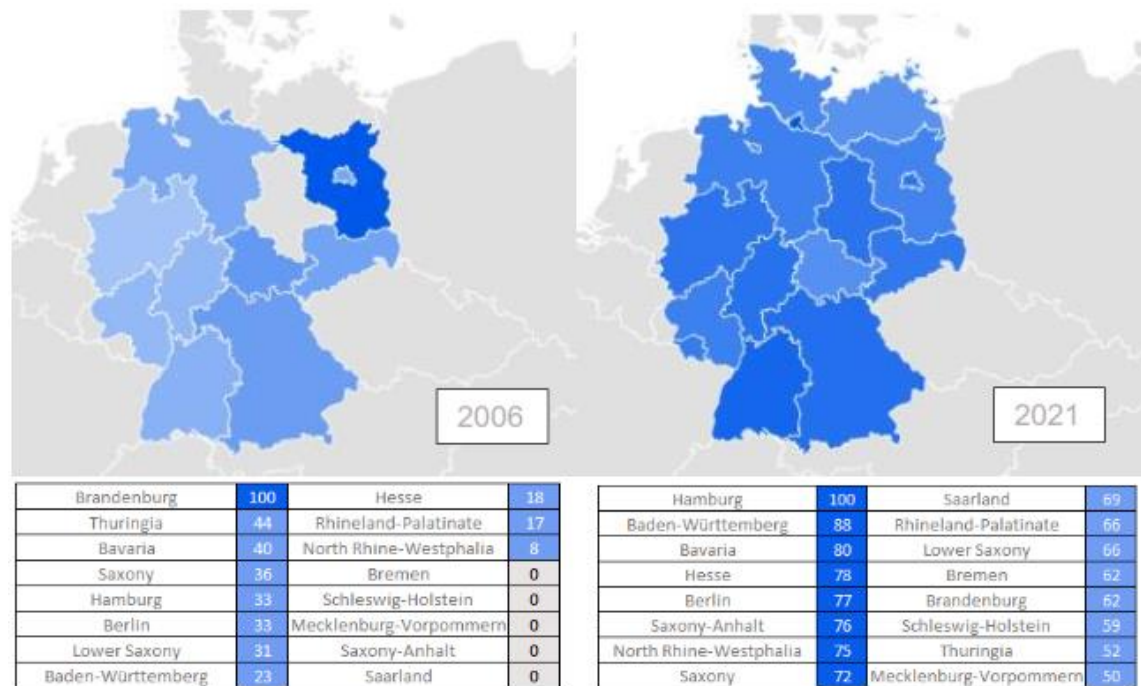 2006
2021
Brandenburg 100 Hesse 18
Thuringia 44 Rhineland-Palatinate 17
Bavaria 40 North Rhine-Westphalia 8
Saxony 36 Bremen 0
Hamburg 33 Schleswig-Holstein 0
Berlin 33 Mecklenburg-Vorpommern 0
Lower Saxony 31 Saxony-Anhalt 0
Baden-Württemberg 23 Saarland 0
Hamburg 100 Saarland 69
Baden-Württemberg 88 Rhineland-Palatinate 66
Bavaria 80 Lower Saxony 66
Hesse 78 Bremen 62
Berlin 77 Brandenburg 62
Saxony-Anhalt 76 Schleswig-Holstein 59
North Rhine-Westphalia 75 Thuringia 52
Saxony 72 Mecklenburg-Vorpommern 50